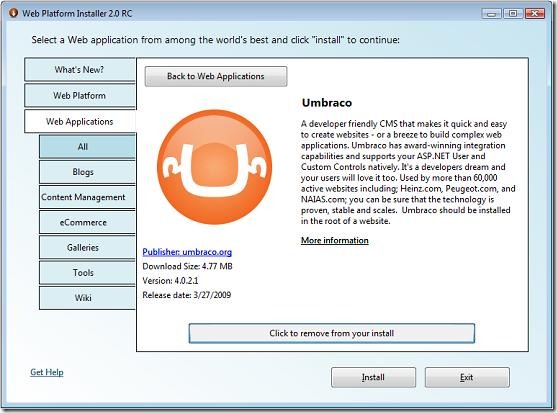 Web Platform Installer 2.0 RC
Select a Web application from among the world's best and click "install" to continue:
What's New?
Web Platform
Web Applications
All
Blogs
Content Management
eCommerce
Galleries
Tools
Wiki
Back to Web Applications
Umbraco
A developer friendly CMS that makes it quick and easy
to create websites - or a breeze to build complex web
applications. Umbraco has award-winning integration
capabilities and supports your ASP.NET User and
Custom Controls natively. It's a developers dream and
your users will love it too. Used by more than 60,000
active websites including; Heinz.com, Peugeot.com, and
NAIAS.com; you can be sure that the technology is
proven, stable and scales. Umbraco should be installed
in the root of a website.
More information
Publisher: umbraco.org
Download Size: 4.77 MB
Version: 4.0.2.1
Release date: 3/27/2009
Click to remove from your install
Get Help
Install
Exit